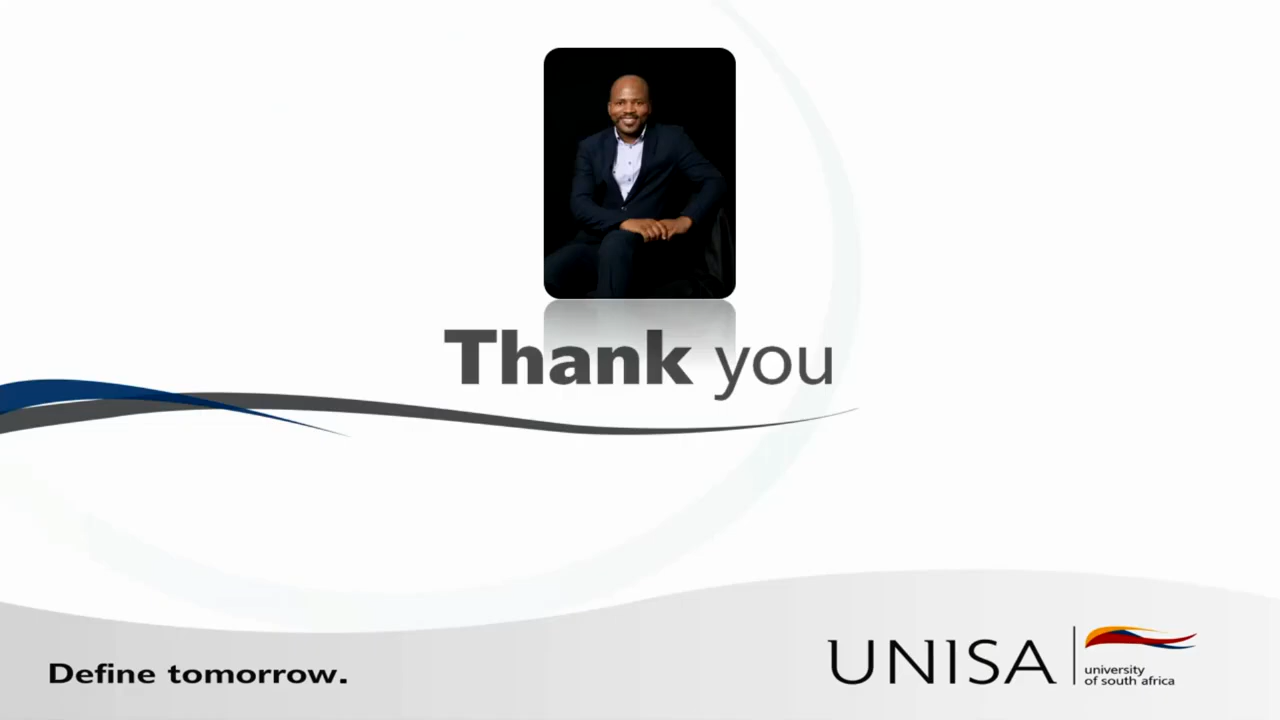 Thank you
Define tomorrow.
UNISA
university
of south africa